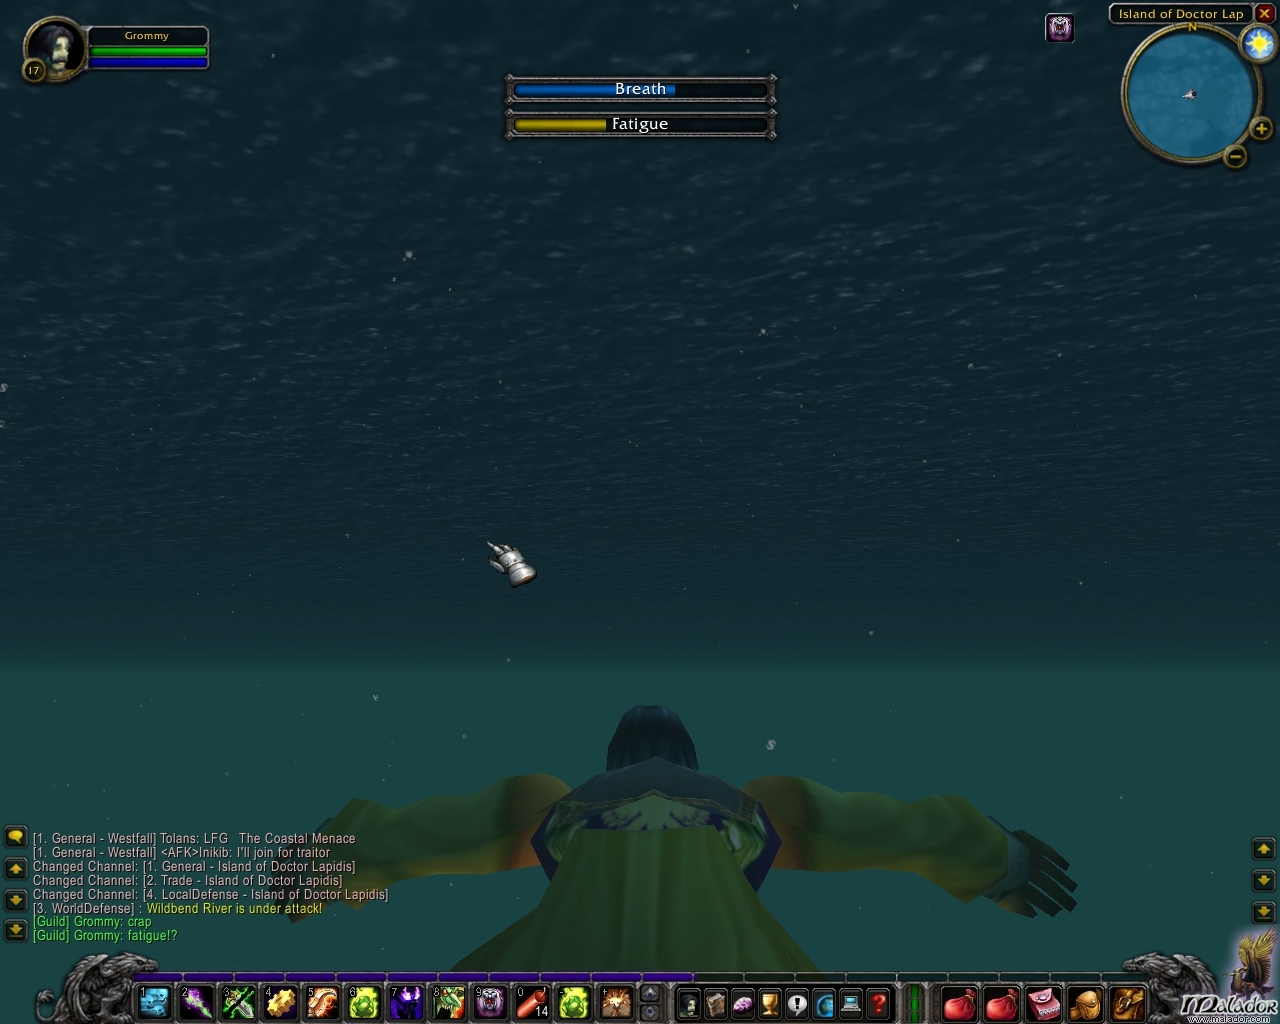 Grommy
17
Breath
Fatigue
Island of Doctor Lap
N
[1. General - Westfall] Tolans: LFG   The Coastal Menace
[1. General - Westfall] <AFK>Inikib: I'll join for traitor
Changed Channel: [1. General - Island of Doctor Lapidis]
Changed Channel: [2. Trade - Island of Doctor Lapidis]
Changed Channel: [4. LocalDefense - Island of Doctor Lapidis]
[3. WorldDefense] : Wildbend River is under attack!
[Guild] Grommy: crap
[Guild] Grommy: fatigue!?
1 2 3 4 5 6 7 8 9 0 - +
14
Malador
www.malador.com